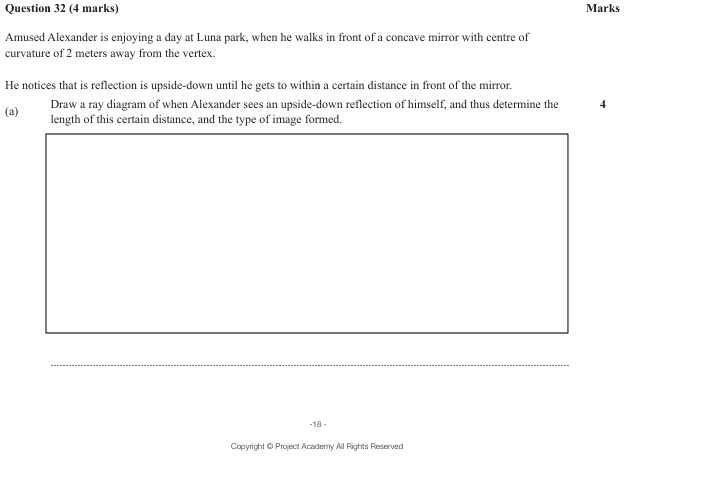 Question 32 (4 marks)
Marks
Amused Alexander is enjoying a day at Luna park, when he walks in front of a concave mirror with centre of
curvature of 2 meters away from the vertex.
He notices that is reflection is upside-down until he gets to within a certain distance in front of the mirror.
(a)
Draw a ray diagram of when Alexander sees an upside-down reflection of himself, and thus determine the
length of this certain distance, and the type of image formed.
4
-18 -
Copyright © Project Academy All Rights Reserved